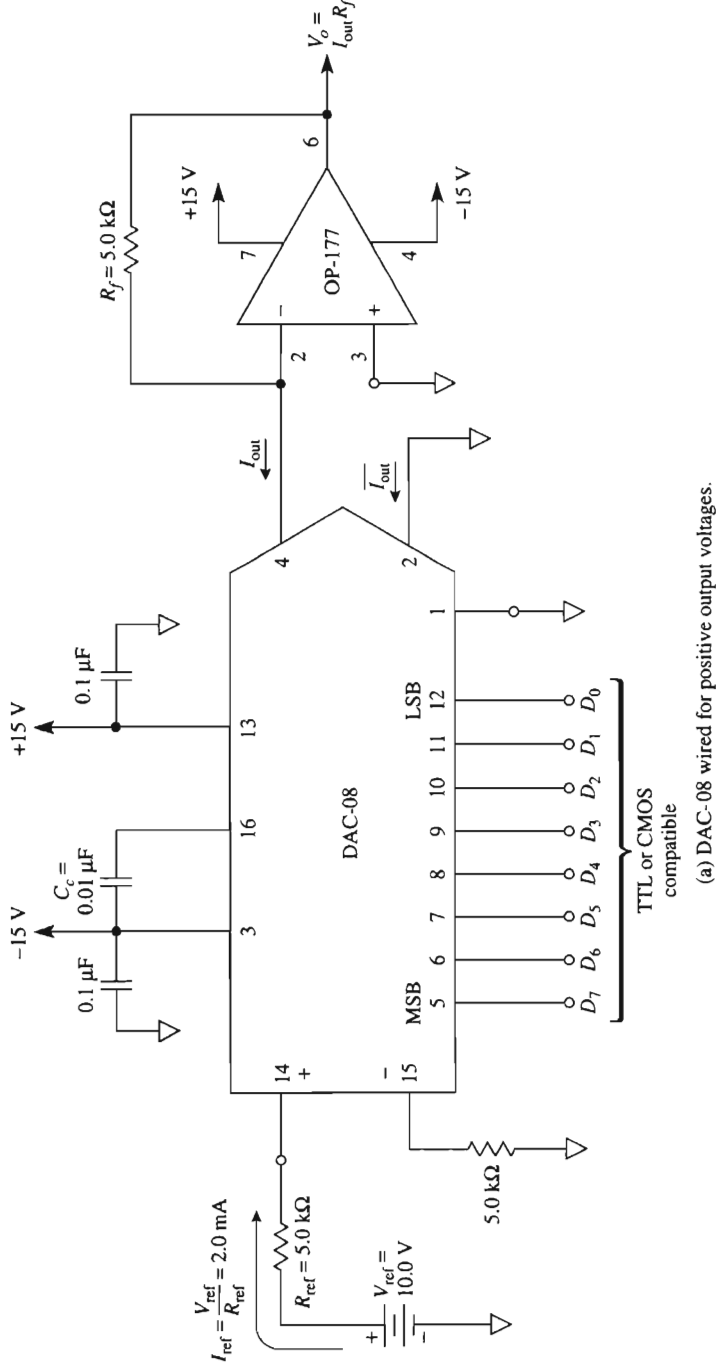 +15 V
−15 V
C_c =
0.01 μF
0.1 μF
0.1 μF
3
16
13
I_ref = V_ref / R_ref = 2.0 mA
R_ref = 5.0 kΩ
V_ref =
10.0 V
+
−
5.0 kΩ
14
+
−
15
DAC-08
MSB
LSB
5
6
7
8
9
10
11
12
1
D_7
D_6
D_5
D_4
D_3
D_2
D_1
D_0
TTL or CMOS
compatible
4
2
I_out
I̅_out
R_f = 5.0 kΩ
2
3
−
+
OP-177
7
+15 V
4
−15 V
6
V_o =
I_out R_f
(a) DAC-08 wired for positive output voltages.